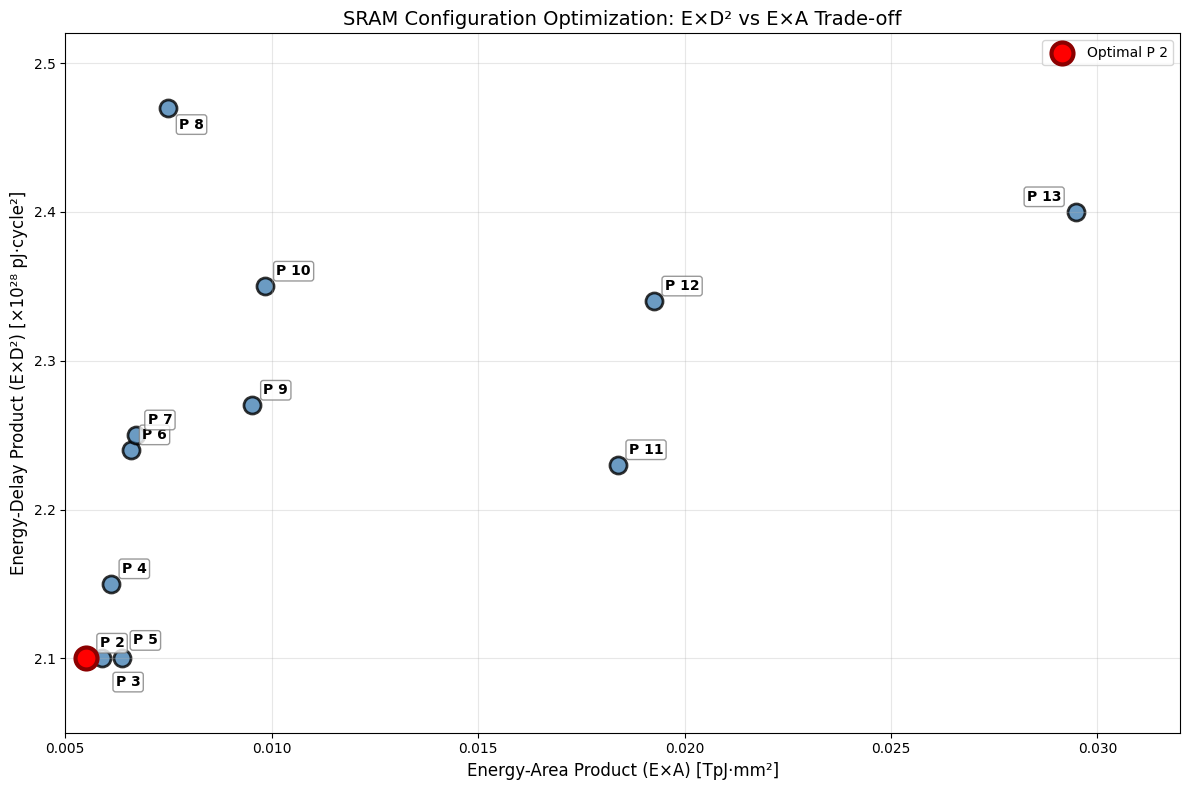 SRAM Configuration Optimization: E×D² vs E×A Trade-off
Optimal P 2
Energy-Delay Product (E×D²) [×10²⁸ pJ·cycle²]
2.5
2.4
2.3
2.2
2.1
P 8
P 13
P 10
P 12
P 9
P 7
P 6
P 11
P 4
P 2
P 5
P 3
0.005
0.010
0.015
0.020
0.025
0.030
Energy-Area Product (E×A) [TpJ·mm²]